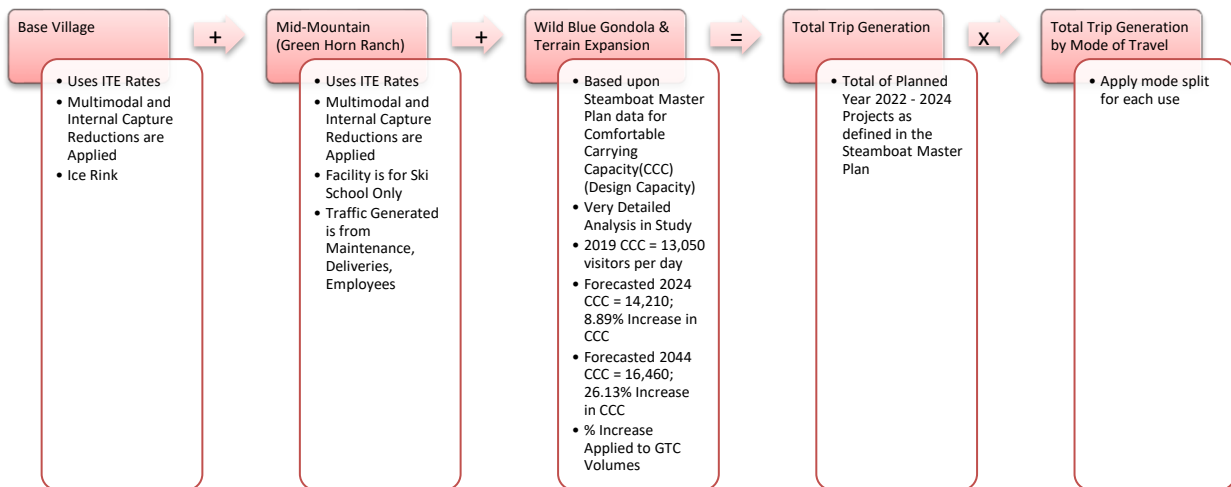 Base Village
• Uses ITE Rates
• Multimodal and
Internal Capture
Reductions are
Applied
• Ice Rink
+
Mid-Mountain
(Green Horn Ranch)
• Uses ITE Rates
• Multimodal and
Internal Capture
Reductions are
Applied
• Facility is for Ski
School Only
• Traffic Generated
is from
Maintenance,
Deliveries,
Employees
+
Wild Blue Gondola &
Terrain Expansion
• Based upon
Steamboat Master
Plan data for
Comfortable
Carrying
Capacity(CCC)
(Design Capacity)
• Very Detailed
Analysis in Study
• 2019 CCC = 13,050
visitors per day
• Forecasted 2024
CCC = 14,210;
8.89% Increase in
CCC
• Forecasted 2044
CCC = 16,460;
26.13% Increase
in CCC
• % Increase
Applied to GTC
Volumes
=
Total Trip Generation
• Total of Planned
Year 2022 - 2024
Projects as
defined in the
Steamboat Master
Plan
x
Total Trip Generation
by Mode of Travel
• Apply mode split
for each use